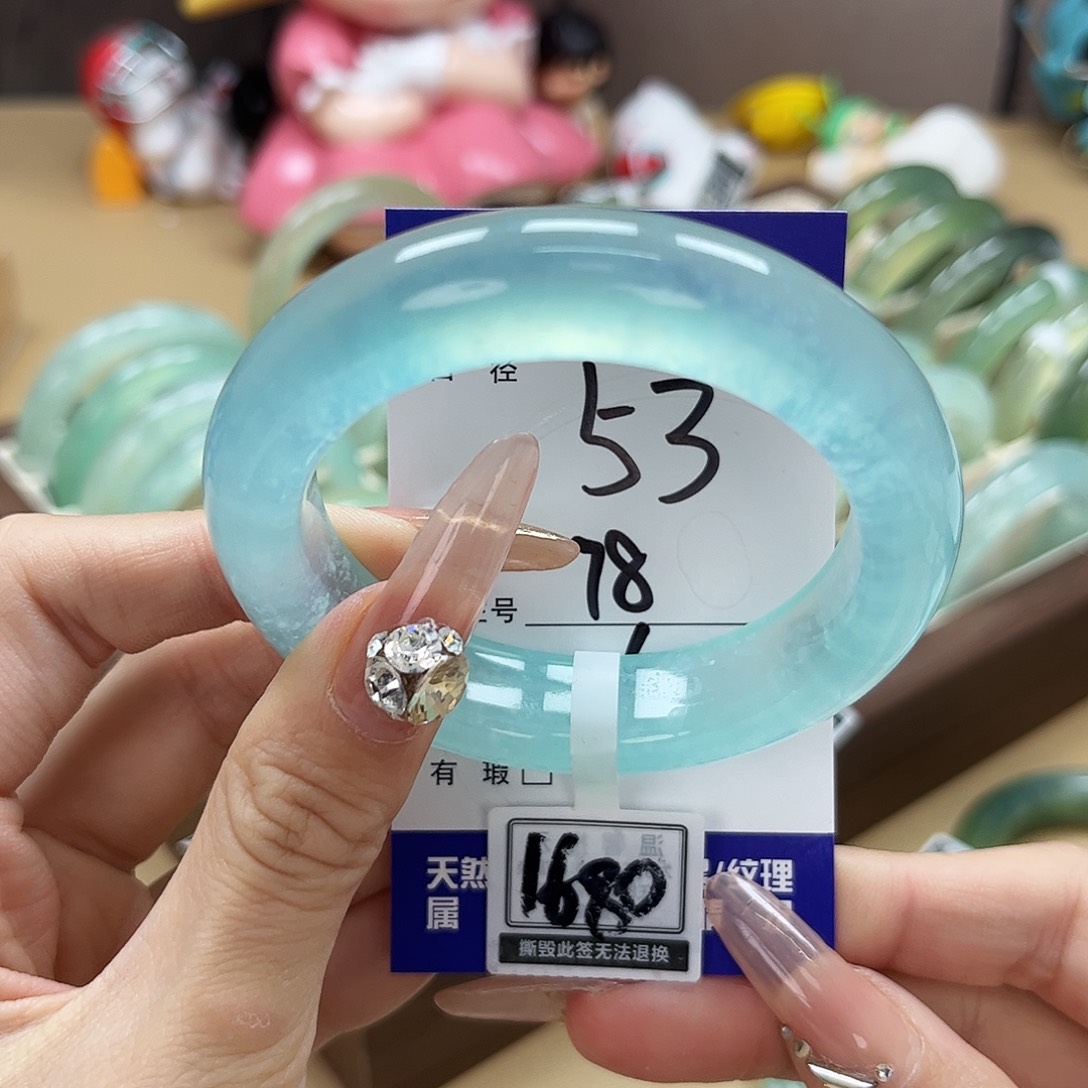 径 53
号 78
有 瑕 □
天然 纹理
属
1680
撕毁此签无法退换